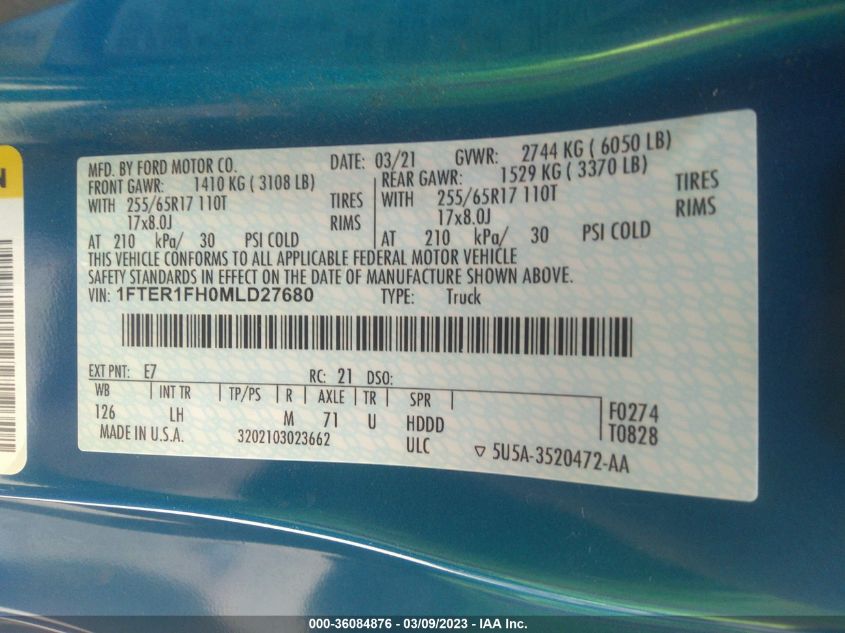 MFD. BY FORD MOTOR CO. DATE: 03/21 GVWR: 2744 KG ( 6050 LB)
FRONT GAWR: 1410 KG ( 3108 LB) REAR GAWR: 1529 KG ( 3370 LB)
WITH 255/65R17 110T TIRES WITH 255/65R17 110T TIRES
17x8.0J RIMS 17x8.0J RIMS
AT 210 kPa/ 30 PSI COLD AT 210 kPa/ 30 PSI COLD
THIS VEHICLE CONFORMS TO ALL APPLICABLE FEDERAL MOTOR VEHICLE
SAFETY STANDARDS IN EFFECT ON THE DATE OF MANUFACTURE SHOWN ABOVE.
VIN: 1FTER1FH0MLD27680 TYPE: Truck
EXT PNT: E7 RC: 21 DSO:
WB INT TR TP/PS R AXLE TR SPR
126 LH M 71 U HDDD F0274
MADE IN U.S.A. 3202103023662 ULC T0828
▽ 5U5A-3520472-AA
N
000-36084876 - 03/09/2023 - IAA Inc.